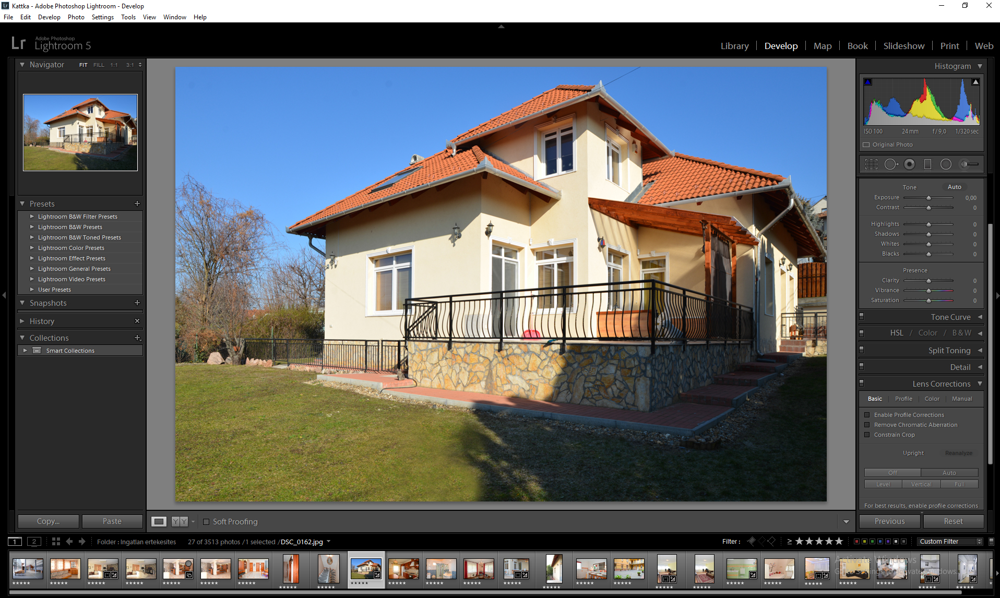 Kattka - Adobe Photoshop Lightroom - Develop
File Edit Develop Photo Settings Tools View Window Help
Lr Adobe Photoshop
Lightroom 5
Library Develop Map Book Slideshow Print Web
Navigator FIT FILL 1:1 3:1
Presets
Lightroom B&W Filter Presets
Lightroom B&W Presets
Lightroom B&W Toned Presets
Lightroom Color Presets
Lightroom Effect Presets
Lightroom General Presets
Lightroom Video Presets
User Presets
Snapshots
History
Collections
Smart Collections
Copy... Paste
Y Y Soft Proofing
Histogram
ISO 100 24 mm f / 9,0 1/320 sec
Original Photo
Tone Auto
Exposure 0,00
Contrast 0
Highlights 0
Shadows 0
Whites 0
Blacks 0
Presence
Clarity 0
Vibrance 0
Saturation 0
Tone Curve
HSL / Color / B & W
Split Toning
Detail
Lens Corrections
Basic Profile Color Manual
Enable Profile Corrections
Remove Chromatic Aberration
Constrain Crop
Upright Reanalyze
Off Auto
Level Vertical Full
For best results, enable profile corrections
Previous Reset
1 2 Folder : Ingatlan ertekesites 27 of 3513 photos / 1 selected / DSC_0162.jpg Filter : ≥ ★★★★★ Custom Filter
Activate Windows
Go to Settings to activate Windows.